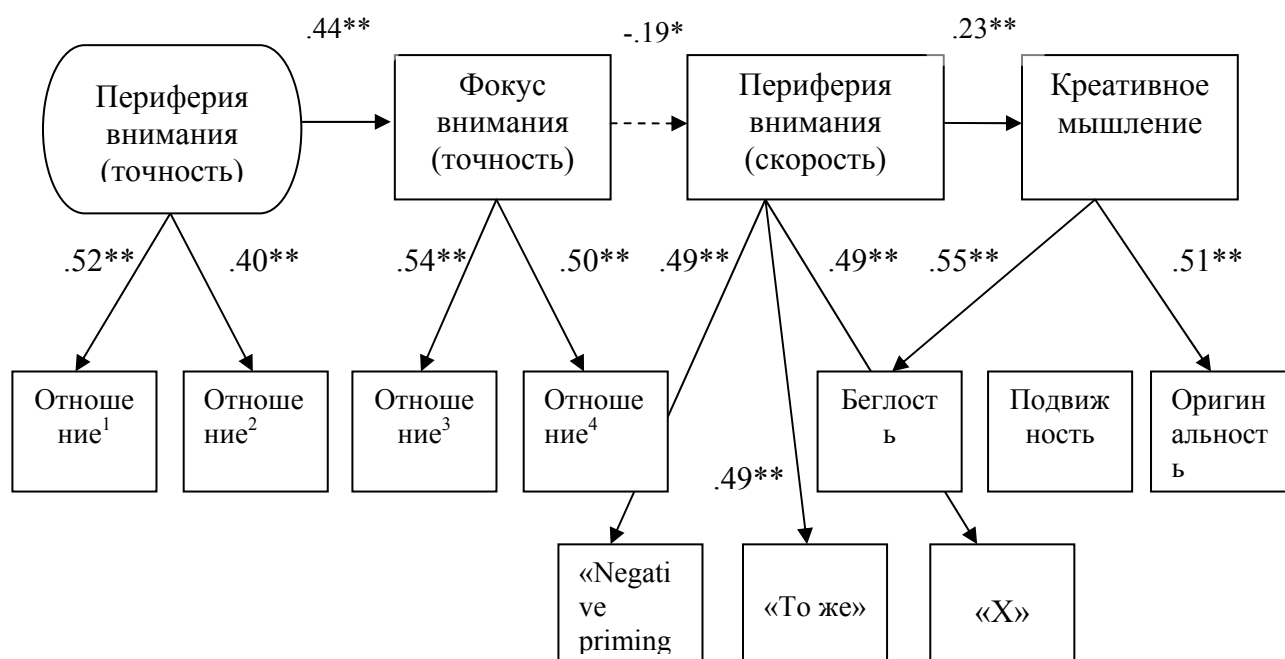 .44**
-.19*
.23**
Периферия
внимания
(точность)
Фокус
внимания
(точность)
Периферия
внимания
(скорость)
Креативное
мышление
.52**
.40**
.54**
.50**
.49**
.49**
.55**
.51**
Отноше
ние¹
Отноше
ние²
Отноше
ние³
Отноше
ние⁴
Беглост
ь
Подвиж
ность
Оригин
альност
ь
.49**
«Negati
ve
priming
«То же»
«Х»